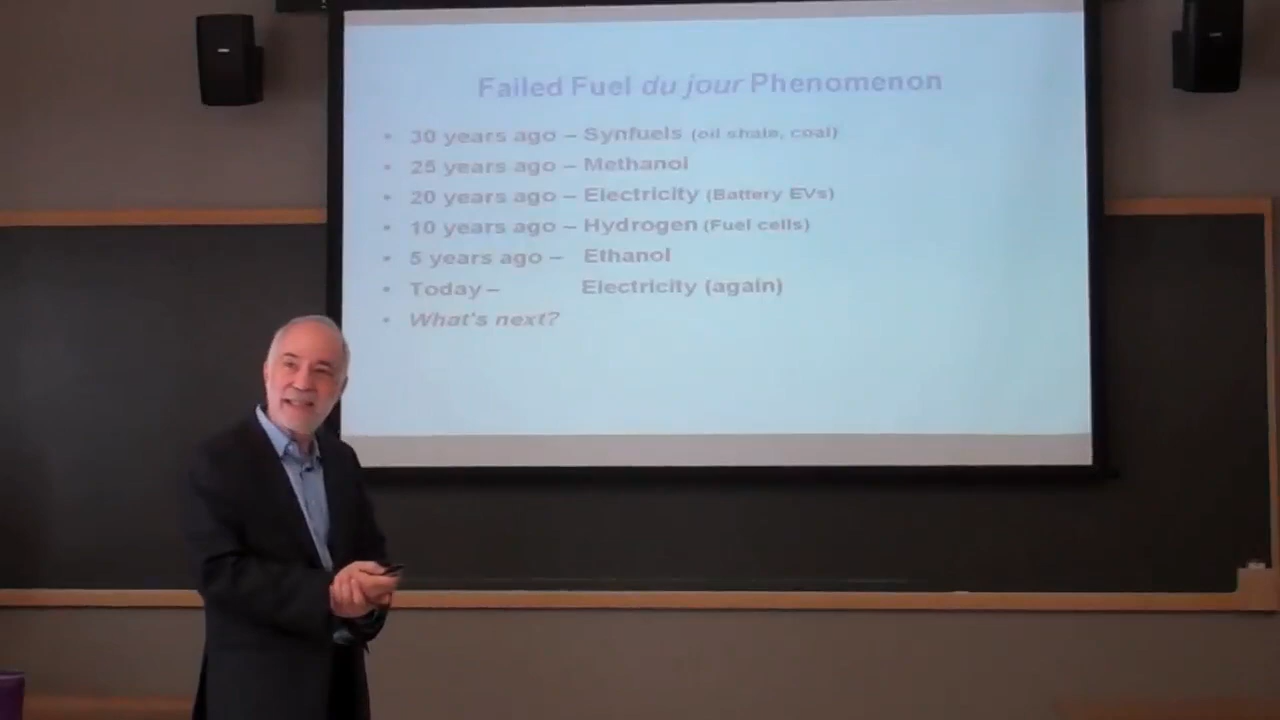 Failed Fuel du jour Phenomenon
• 30 years ago – Synfuels (oil shale, coal)
• 25 years ago – Methanol
• 20 years ago – Electricity (Battery EVs)
• 10 years ago – Hydrogen (Fuel cells)
• 5 years ago – Ethanol
• Today – Electricity (again)
• What's next?